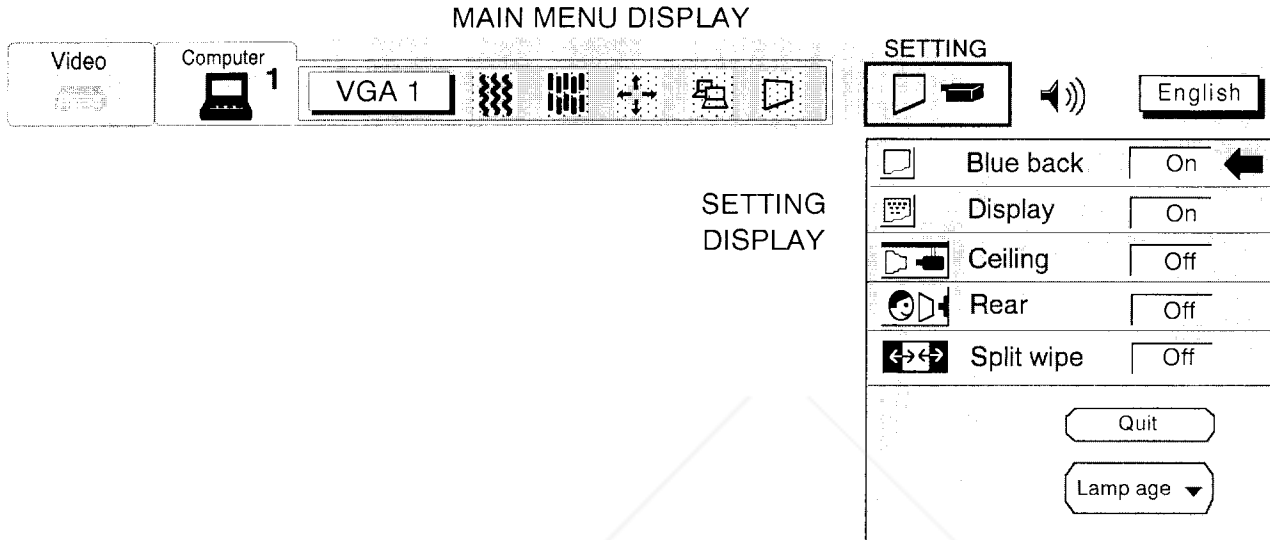 MAIN MENU DISPLAY
Video
Computer
1
VGA 1
SETTING
English
SETTING
DISPLAY
Blue back On
Display On
Ceiling Off
Rear Off
Split wipe Off
Quit
Lamp age